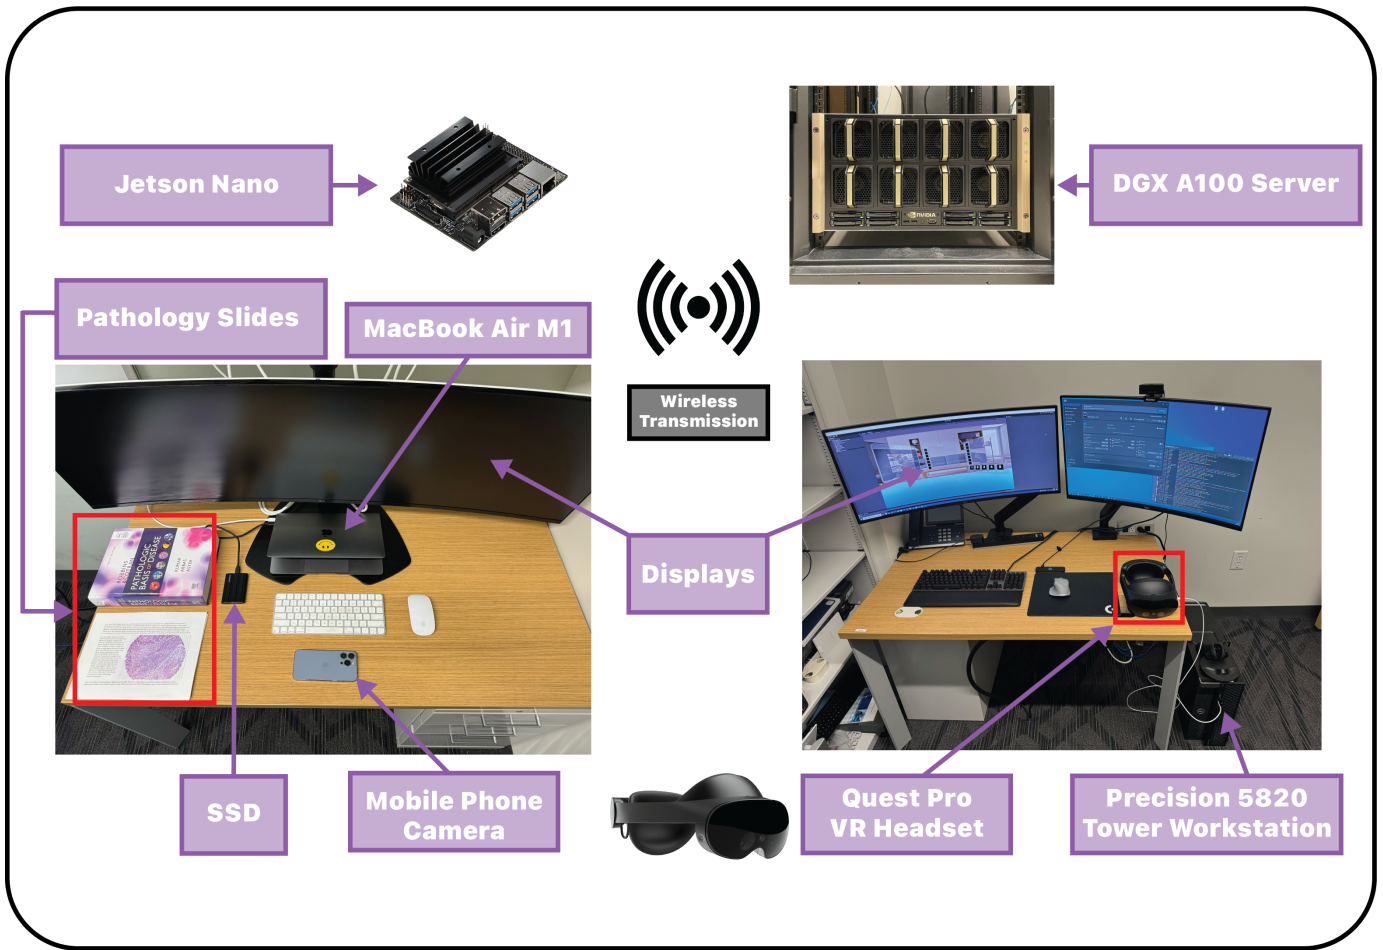 Jetson Nano
NVIDIA
DGX A100 Server
Pathology Slides
MacBook Air M1
Wireless
Transmission
PATHOLOGIC
BASIS OF DISEASE
Displays
SSD
Mobile Phone
Camera
Quest Pro
VR Headset
Precision 5820
Tower Workstation